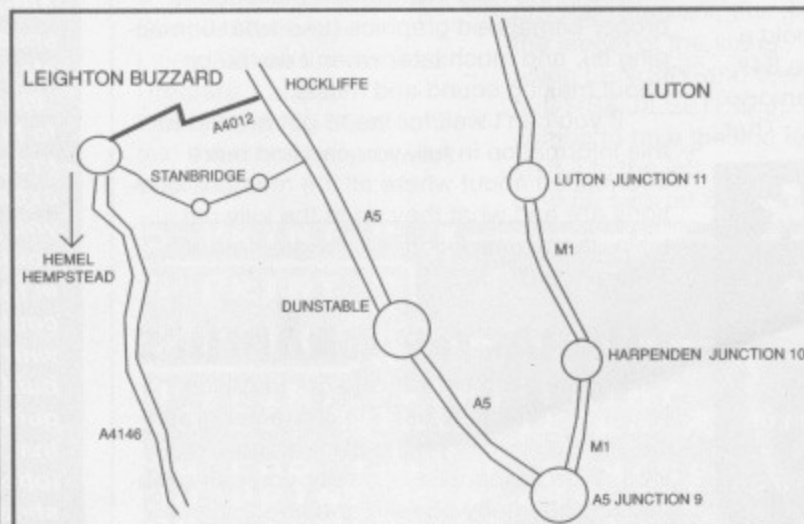 LEIGHTON BUZZARD
HOCKLIFFE
LUTON
A4012
STANBRIDGE
LUTON JUNCTION 11
A5
M1
HEMEL
HEMPSTEAD
DUNSTABLE
HARPENDEN JUNCTION 10
A5
A4146
M1
A5 JUNCTION 9